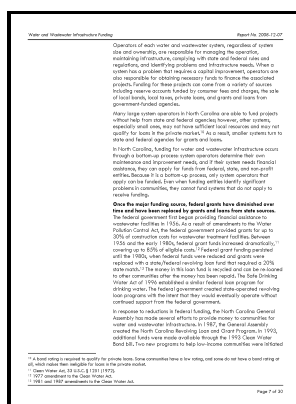 Water and Wastewater Infrastructure Funding Report No. 2008-12-07
Operators of each water and wastewater system, regardless of system
size and ownership, are responsible for managing the operation,
maintaining infrastructure, complying with state and federal rules and
regulations, and identifying problems and infrastructure needs. When a
system has a problem that requires a capital improvement, operators are
also responsible for obtaining necessary funds to finance the associated
projects. Funding for these projects can come from a variety of sources
including reserve accounts funded by consumer fees and charges, the sale
of local bonds, local taxes, private loans, and grants and loans from
government-funded agencies.
Many large system operators in North Carolina are able to fund projects
without help from state and federal agencies; however, other systems,
especially small ones, may not have sufficient local resources and may not
qualify for loans in the private market.¹⁰ As a result, smaller systems turn to
state and federal agencies for grants and loans.
In North Carolina, funding for water and wastewater infrastructure occurs
through a bottom-up process: system operators determine their own
maintenance and improvement needs, and if their system needs financial
assistance, they can apply for funds from federal, state, and non-profit
entities. Because it is a bottom-up process, only system operators that
apply can be funded. Even when funding entities identify significant
problems in communities, they cannot fund systems that do not apply to
receive funding.
Once the major funding source, federal grants have diminished over
time and have been replaced by grants and loans from state sources.
The federal government first began providing financial assistance to
wastewater facilities in 1956. As a result of amendments to the Water
Pollution Control Act, the federal government provided grants for up to
30% of construction costs for wastewater treatment facilities. Between
1956 and the early 1980s, federal grant funds increased dramatically,¹¹
covering up to 85% of eligible costs.¹² Federal grant funding persisted
until the 1980s, when federal funds were reduced and grants were
replaced with a state/federal revolving loan fund that required a 20%
state match.¹³ The money in this loan fund is recycled and can be re-loaned
to other communities after the money has been repaid. The Safe Drinking
Water Act of 1996 established a similar federal loan program for
drinking water. The federal government created state-operated revolving
loan programs with the intent that they would eventually operate without
continued support from the federal government.
In response to reductions in federal funding, the North Carolina General
Assembly has made several efforts to provide money to communities for
water and wastewater infrastructure. In 1987, the General Assembly
created the North Carolina Revolving Loan and Grant Program. In 1993,
additional funds were made available through the 1993 Clean Water
Bond bill. Two new programs to help low-income communities were initiated
¹⁰ A bond rating is required to qualify for private loans. Some communities have a low rating, and some do not have a bond rating at
all, which makes them ineligible for loans in the private market.
¹¹ Clean Water Act, 33 U.S.C. § 1251 (1972).
¹² 1977 amendment to the Clean Water Act.
¹³ 1981 and 1987 amendments to the Clean Water Act.
Page 7 of 30